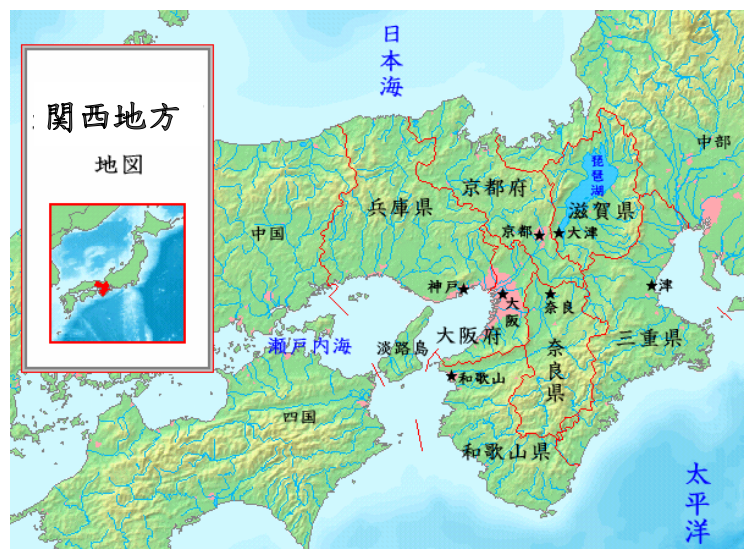 関西地方
地図
日本海
中部
琵琶湖
京都府
兵庫県
滋賀県
中国
京都
大津
神戸
大阪
奈良
津
大阪府
三重県
瀬戸内海
淡路島
奈良県
和歌山
四国
和歌山県
太平洋